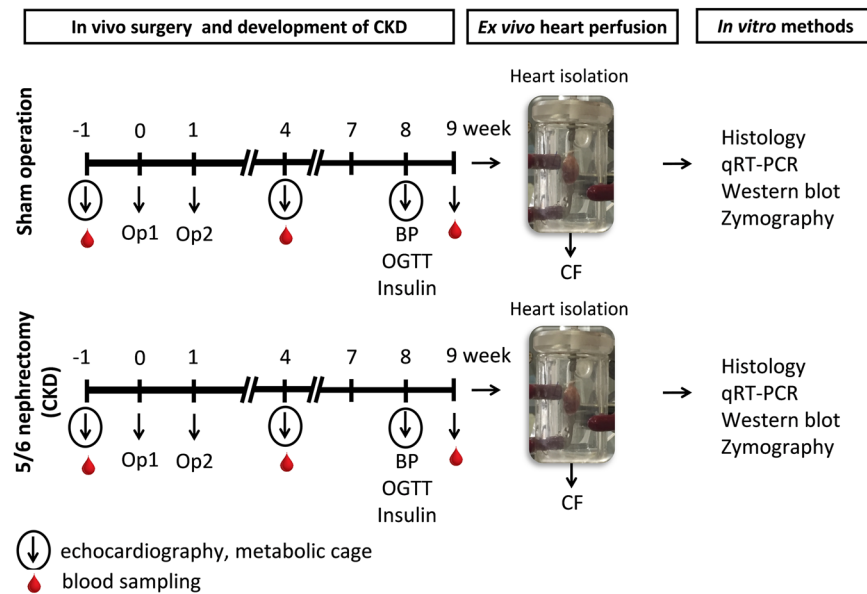 In vivo surgery and development of CKD
Ex vivo heart perfusion
In vitro methods
Sham operation
-1 0 1 4 7 8 9 week
Op1 Op2
BP
OGTT
Insulin
Heart isolation
CF
Histology
qRT-PCR
Western blot
Zymography
5/6 nephrectomy
(CKD)
-1 0 1 4 7 8 9 week
Op1 Op2
BP
OGTT
Insulin
Heart isolation
CF
Histology
qRT-PCR
Western blot
Zymography
echocardiography, metabolic cage
blood sampling